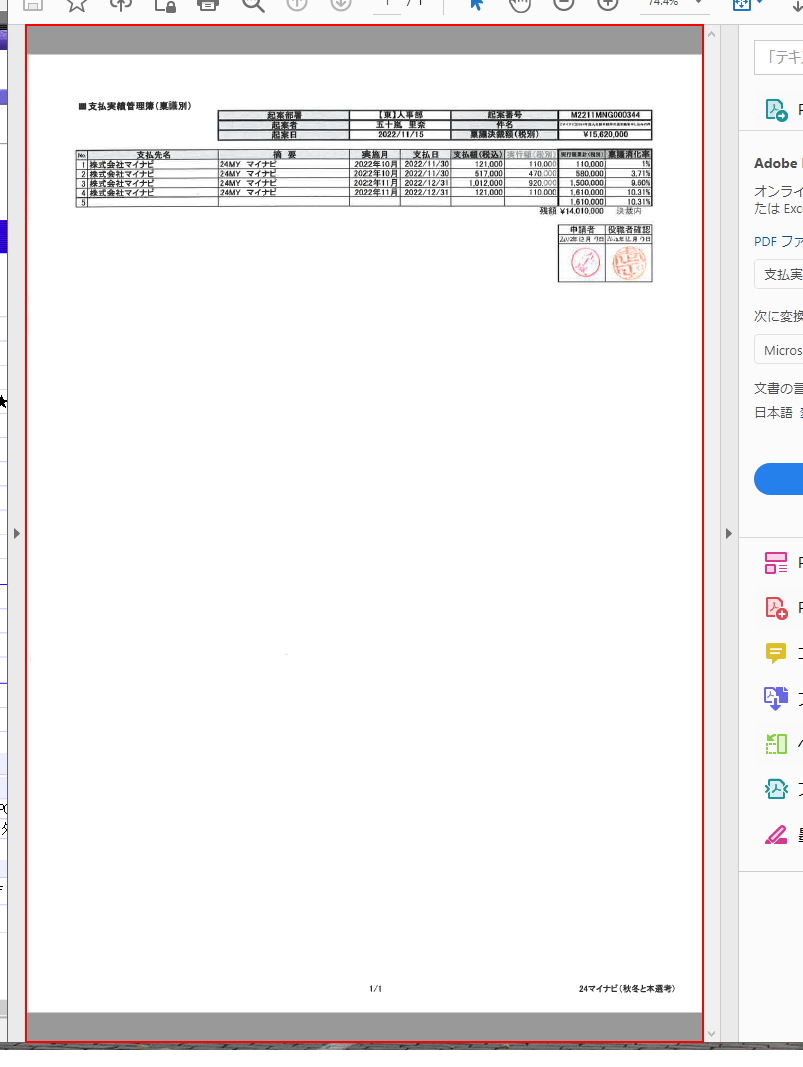 1 / 1
74.4%
■支払実績管理簿(稟議別)
起案部署 【東】人事部 起案番号 M2211MNG000344
起案者 五十嵐 里奈 件名
起案日 2022/11/15 稟議決裁額(税別) ¥15,620,000
No. 支払先名 摘 要 実施月 支払日 支払額(税込) 実行額(税別) 実行額累計(税別) 稟議消化率
1 株式会社マイナビ 24MY マイナビ 2022年10月 2022/11/30 121,000 110,000 110,000 1%
2 株式会社マイナビ 24MY マイナビ 2022年10月 2022/11/30 517,000 470,000 580,000 3.71%
3 株式会社マイナビ 24MY マイナビ 2022年11月 2022/12/31 1,012,000 920,000 1,500,000 9.60%
4 株式会社マイナビ 24MY マイナビ 2022年11月 2022/12/31 121,000 110,000 1,610,000 10.31%
5 1,610,000 10.31%
残額 ¥14,010,000 決裁内
申請者 役職者確認
1/1
24マイナビ(秋冬と本選考)
「テキ
Adobe
オンライ
たは Exc
PDF ファ
支払実
次に変換
Micros
文書の言
日本語